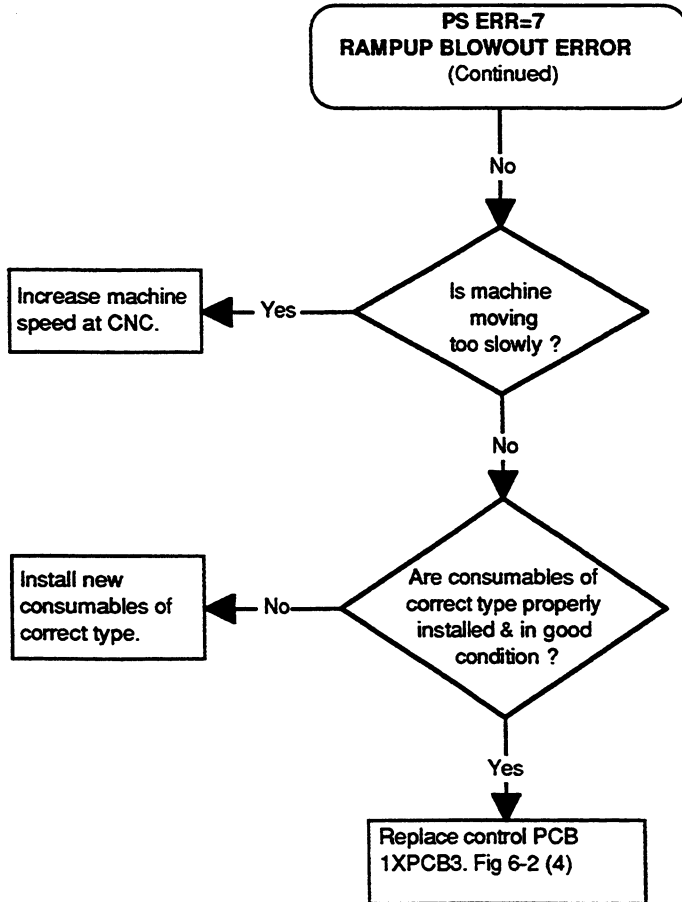 PS ERR=7
RAMPUP BLOWOUT ERROR
(Continued)
No
Is machine
moving
too slowly ?
Yes
Increase machine
speed at CNC.
No
Are consumables of
correct type properly
installed & in good
condition ?
No
Install new
consumables of
correct type.
Yes
Replace control PCB
1XPCB3. Fig 6-2 (4)